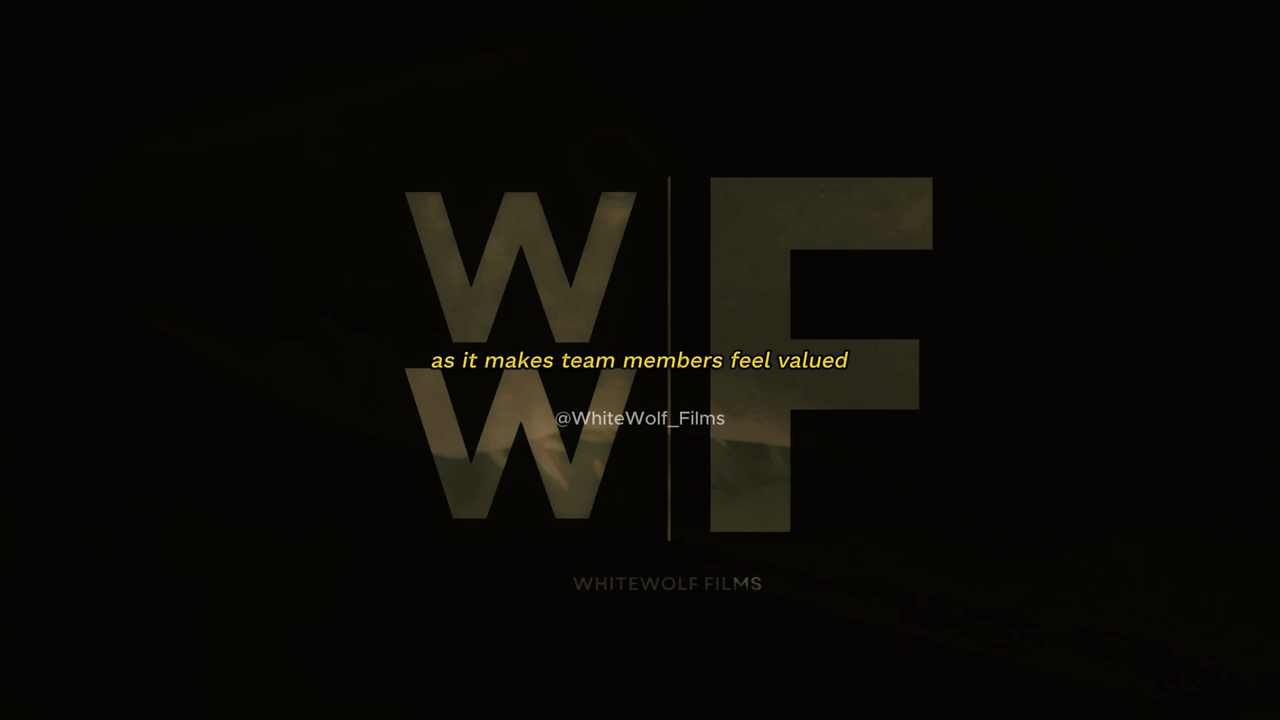 W
F
as it makes team members feel valued
W
@WhiteWolf_Films
WHITEWOLF FILMS